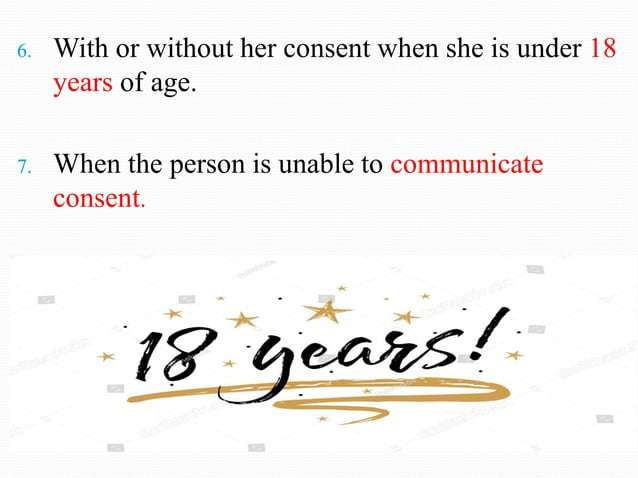 6. With or without her consent when she is under 18
years of age.
7. When the person is unable to communicate
consent.
18 years!